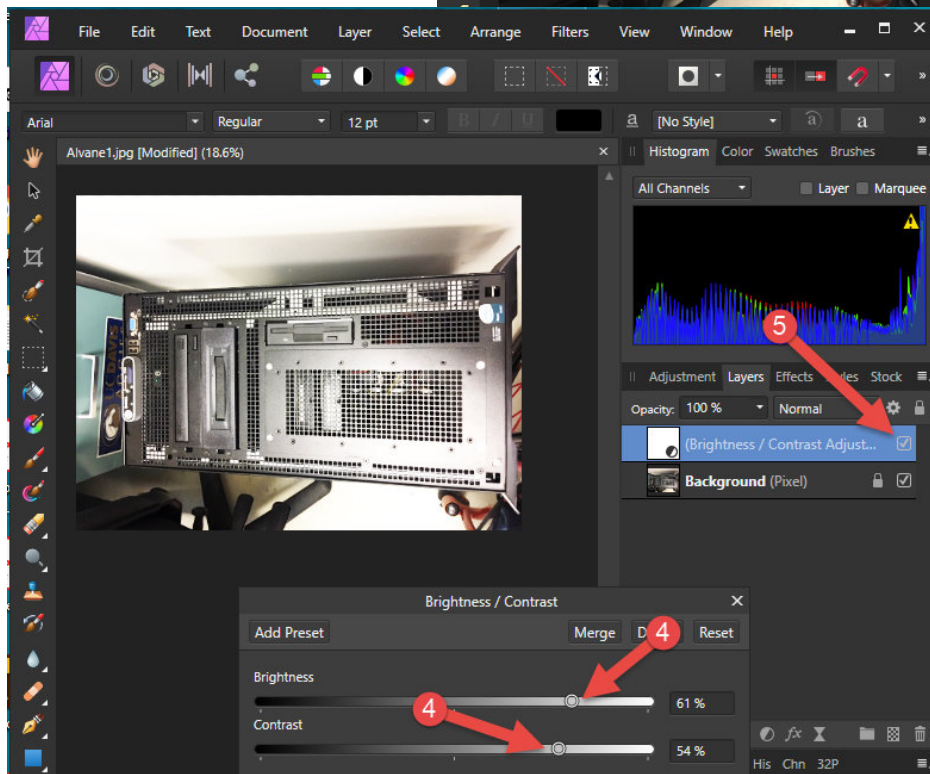 File Edit Text Document Layer Select Arrange Filters View Window Help
Arial Regular 12 pt B I U a [No Style] a a
Alvane1.jpg [Modified] (18.6%)
Histogram Color Swatches Brushes
All Channels Layer Marquee
5
Adjustment Layers Effects Stock
Opacity: 100 % Normal
(Brightness / Contrast Adjust...
Background (Pixel)
Brightness / Contrast
Add Preset Merge 4 Reset
Brightness
61 %
4
Contrast
54 %
fx
His Chn 32P